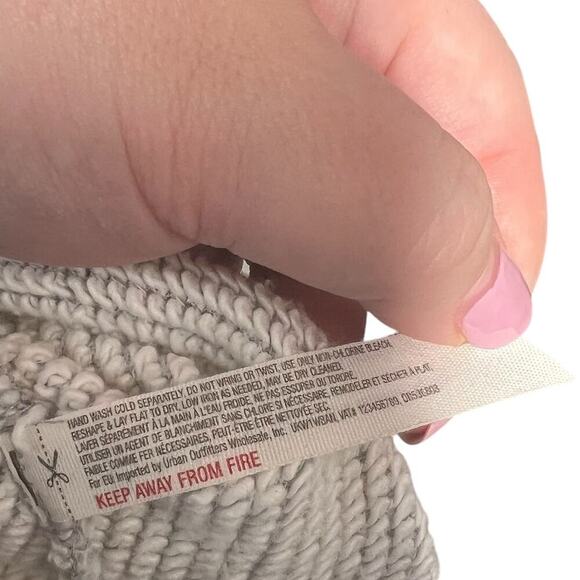 HAND WASH COLD SEPARATELY, DO NOT WRING OR TWIST, USE ONLY NON-CHLORINE BLEACH,
RESHAPE & LAY FLAT TO DRY, LOW IRON AS NEEDED, MAY BE DRY CLEANED.
LAVER SÉPARÉMENT À LA MAIN À L'EAU FROIDE, NE PAS ESSOPER OU TORDRE,
UTILISER UN AGENT DE BLANCHIMENT SANS CHLORE SI NÉCESSAIRE, REMODELER ET SÉCHER À PLAT,
FAIBLE COMME FER NÉCESSAIRES, PEUT-ÊTRE ÊTRE NETTOYÉE SEC.
For EU: Imported by Urban Outfitters Wholesale, Inc. VAT# 123456789
KEEP AWAY FROM FIRE